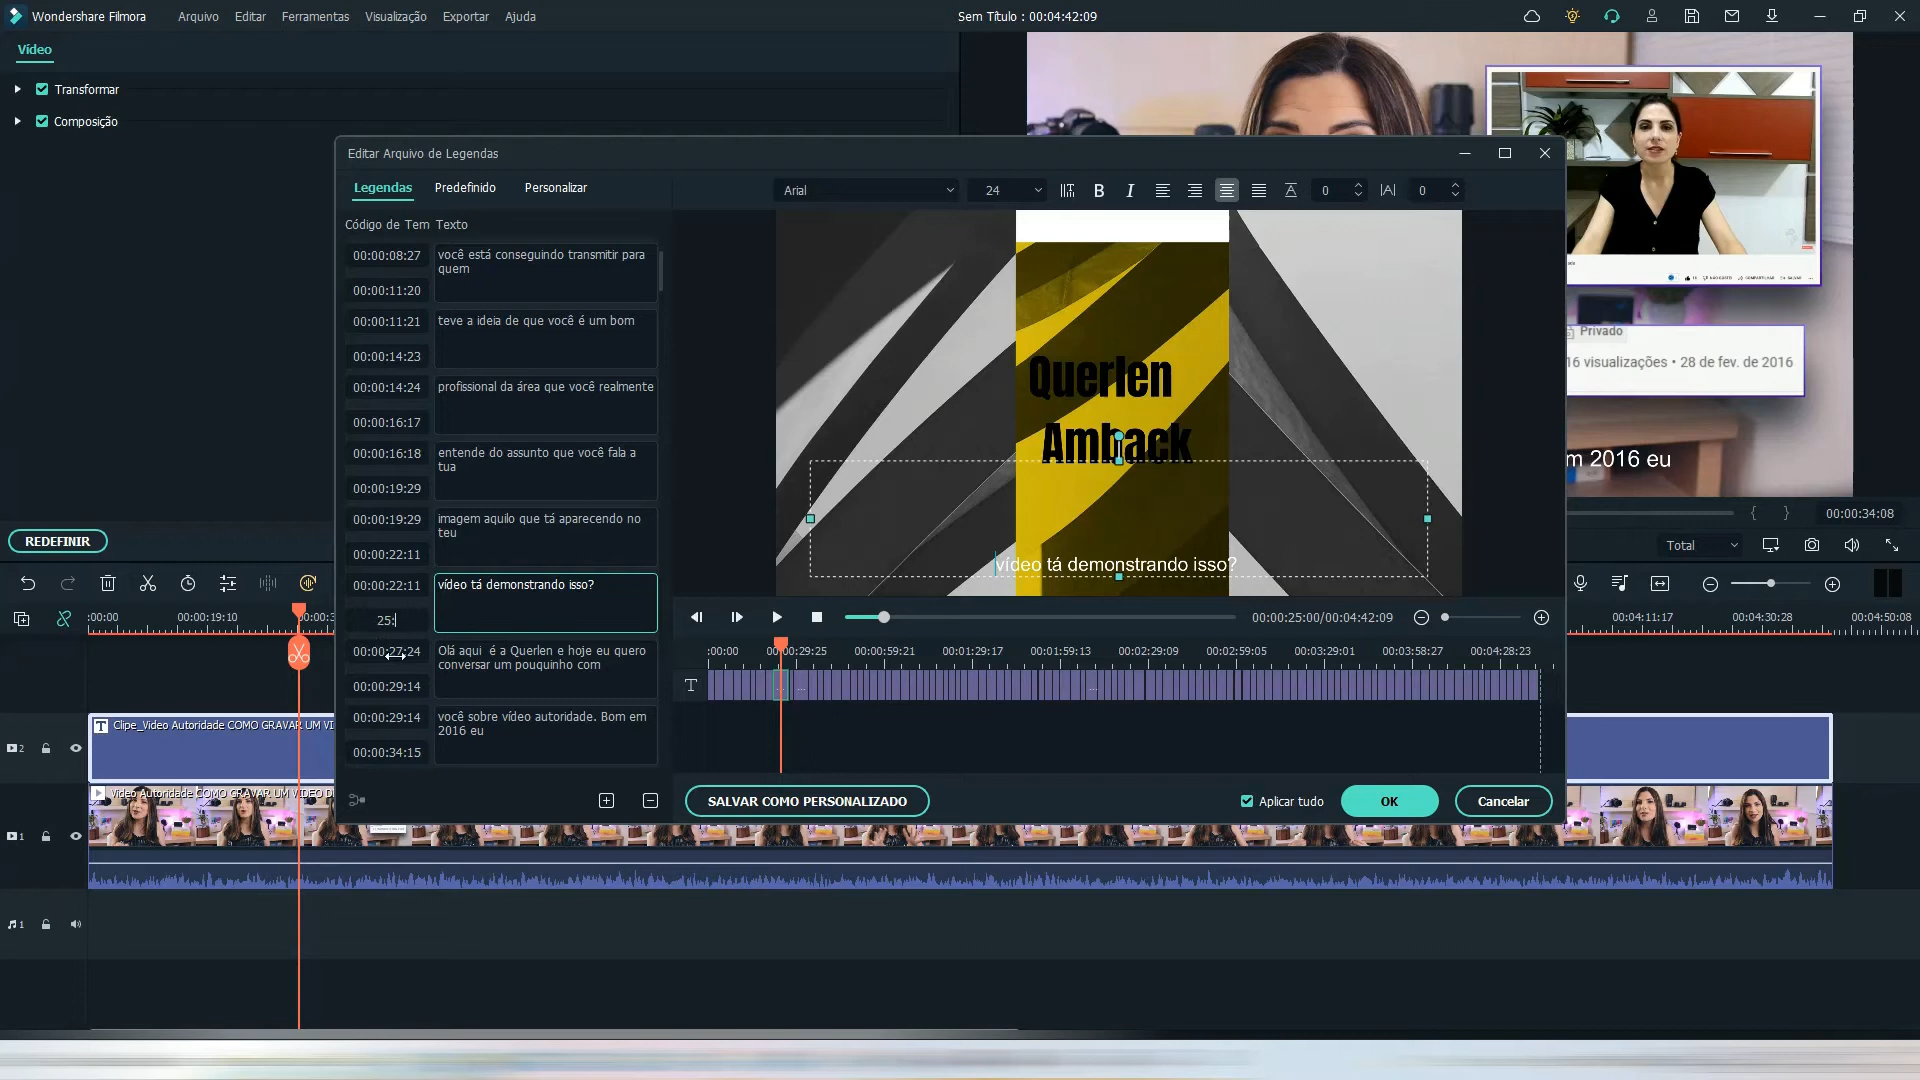 Wondershare Filmora
Arquivo
Editar
Ferramentas
Visualização
Exportar
Ajuda
Sem Título : 00:04:42:09
Vídeo
Transformar
Composição
REDEFINIR
Editar Arquivo de Legendas
Legendas
Predefinido
Personalizar
Arial
24
0
0
Código de Tem
Texto
00:00:08:27
você está conseguindo transmitir para
quem
00:00:11:20
00:00:11:21
teve a ideia de que você é um bom
00:00:14:23
00:00:14:24
profissional da área que você realmente
00:00:16:17
00:00:16:18
entende do assunto que você fala a
tua
00:00:19:29
00:00:19:29
imagem aquilo que tá aparecendo no
teu
00:00:22:11
00:00:22:11
vídeo tá demonstrando isso?
25:
00:00:27:24
Olá aqui  é a Querlen e hoje eu quero
conversar um pouquinho com
00:00:29:14
00:00:29:14
você sobre vídeo autoridade. Bom em
2016 eu
00:00:34:15
Querlen
Amback
vídeo tá demonstrando isso?
00:00:25:00/00:04:42:09
:00:00
00:00:29:25
00:00:59:21
00:01:29:17
00:01:59:13
00:02:29:09
00:02:59:05
00:03:29:01
00:03:58:27
00:04:28:23
T
SALVAR COMO PERSONALIZADO
Aplicar tudo
OK
Cancelar
Privado
16 visualizações • 28 de fev. de 2016
m 2016 eu
00:00:34:08
Total
:00:00
00:00:19:10
00:00:3
00:04:11:17
00:04:30:28
00:04:50:08
2
T
Clipe_Video Autoridade COMO GRAVAR UM VI
1
Video Autoridade COMO GRAVAR UM VIDEO D
1